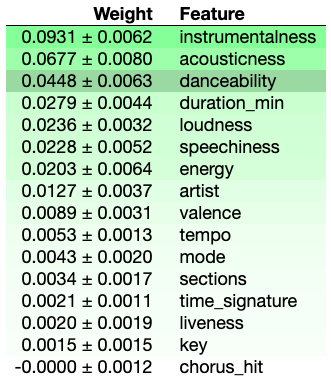 Weight Feature
0.0931 ± 0.0062 instrumentalness
0.0677 ± 0.0080 acousticness
0.0448 ± 0.0063 danceability
0.0279 ± 0.0044 duration_min
0.0236 ± 0.0032 loudness
0.0228 ± 0.0052 speechiness
0.0203 ± 0.0064 energy
0.0127 ± 0.0037 artist
0.0089 ± 0.0031 valence
0.0053 ± 0.0013 tempo
0.0043 ± 0.0020 mode
0.0034 ± 0.0017 sections
0.0021 ± 0.0011 time_signature
0.0020 ± 0.0019 liveness
0.0015 ± 0.0015 key
-0.0000 ± 0.0012 chorus_hit